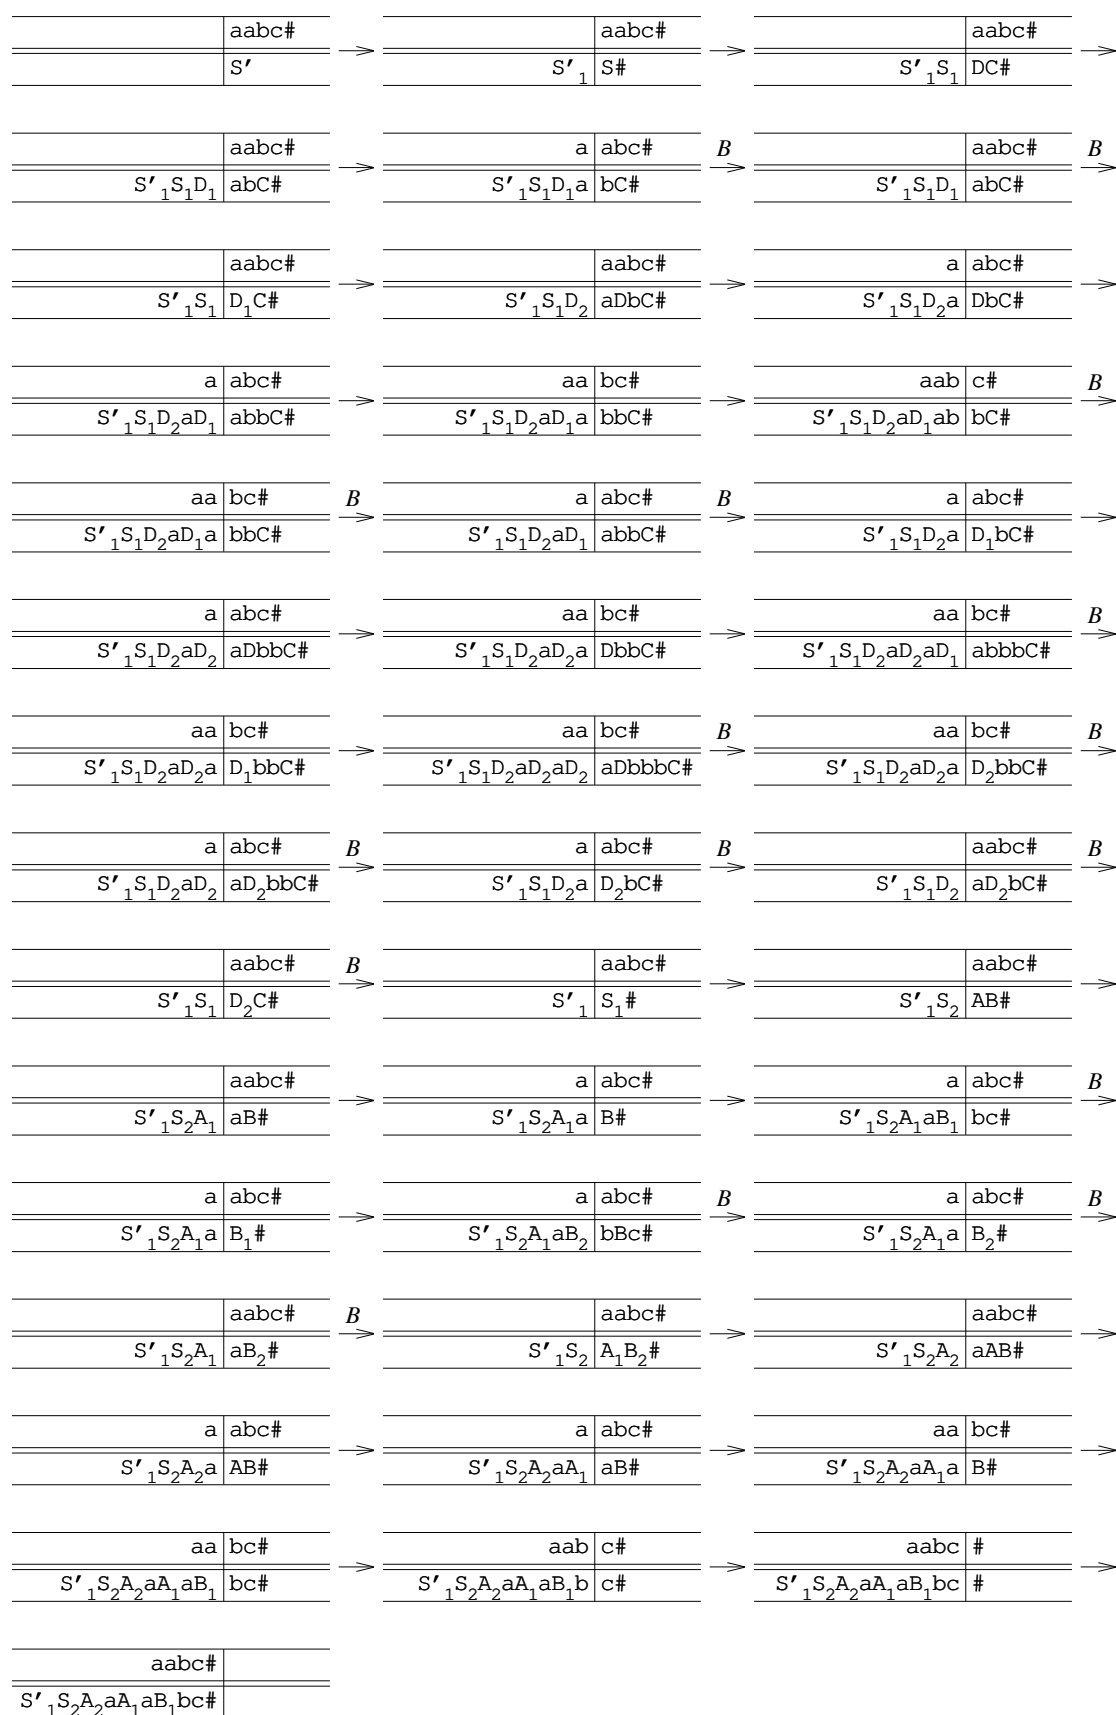 aabc# aabc# aabc#
S' S'₁ S# S'₁S₁ DC#
aabc# a abc# B aabc# B
S'₁S₁D₁ abC# S'₁S₁D₁a bC# S'₁S₁D₁ abC#
aabc# aabc# a abc#
S'₁S₁ D₁C# S'₁S₁D₂ aDbC# S'₁S₁D₂a DbC#
a abc# aa bc# aab c# B
S'₁S₁D₂aD₁ abbC# S'₁S₁D₂aD₁a bbC# S'₁S₁D₂aD₁ab bC#
aa bc# B a abc# B a abc#
S'₁S₁D₂aD₁a bbC# S'₁S₁D₂aD₁ abbC# S'₁S₁D₂a D₁bC#
a abc# aa bc# aa bc# B
S'₁S₁D₂aD₂ aDbbC# S'₁S₁D₂aD₂a DbbC# S'₁S₁D₂aD₂aD₁ abbbC#
aa bc# aa bc# B aa bc# B
S'₁S₁D₂aD₂a D₁bbC# S'₁S₁D₂aD₂aD₂ aDbbbC# S'₁S₁D₂aD₂a D₂bbC#
a abc# B a abc# B aabc# B
S'₁S₁D₂aD₂ aD₂bbC# S'₁S₁D₂a D₂bC# S'₁S₁D₂ aD₂bC#
aabc# B aabc# aabc#
S'₁S₁ D₂C# S'₁ S₁# S'₁S₂ AB#
aabc# a abc# a abc# B
S'₁S₂A₁ aB# S'₁S₂A₁a B# S'₁S₂A₁aB₁ bc#
a abc# a abc# B a abc# B
S'₁S₂A₁a B₁# S'₁S₂A₁aB₂ bBc# S'₁S₂A₁a B₂#
aabc# B aabc# aabc#
S'₁S₂A₁ aB₂# S'₁S₂ A₁B₂# S'₁S₂A₂ aAB#
a abc# a abc# aa bc#
S'₁S₂A₂a AB# S'₁S₂A₂aA₁ aB# S'₁S₂A₂aA₁a B#
aa bc# aab c# aabc #
S'₁S₂A₂aA₁aB₁ bc# S'₁S₂A₂aA₁aB₁b c# S'₁S₂A₂aA₁aB₁bc #
aabc#
S'₁S₂A₂aA₁aB₁bc#